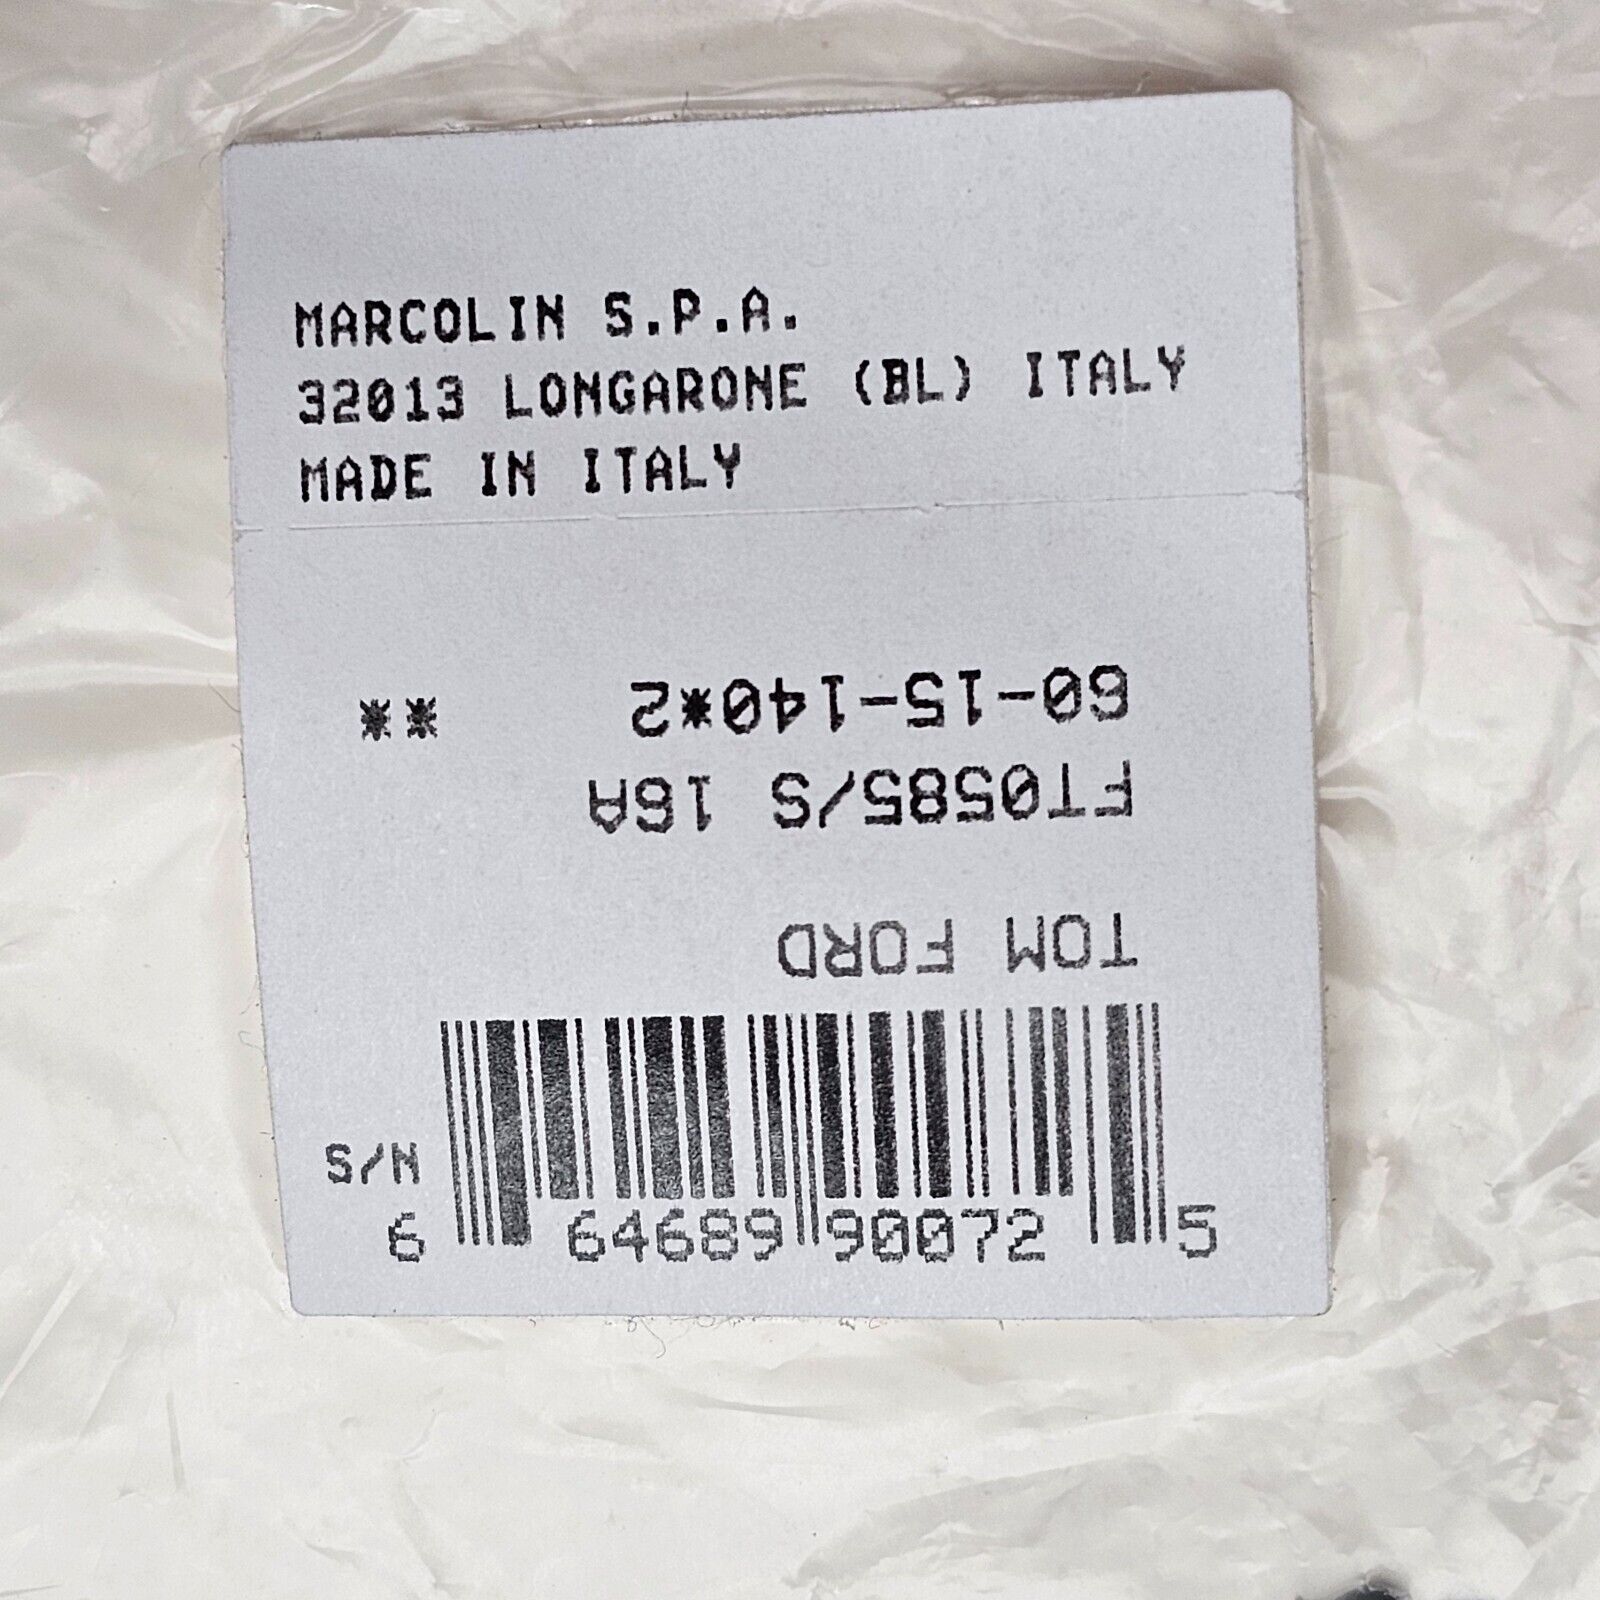 MARCOLIN S.P.A.
32013 LONGARONE (BL) ITALY
MADE IN ITALY
60-15-140*2 **
FT0585/S 16A
TOM FORD
S/N
6 64689 90072 5